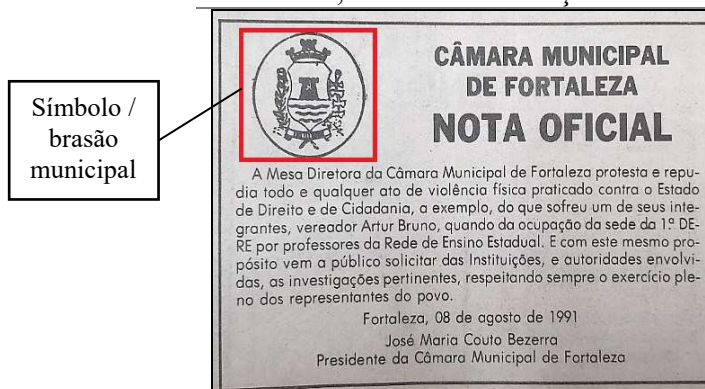 Símbolo /
brasão
municipal
CÂMARA MUNICIPAL
DE FORTALEZA
NOTA OFICIAL
A Mesa Diretora da Câmara Municipal de Fortaleza protesta e repu-
dia todo e qualquer ato de violência física praticado contra o Estado
de Direito e de Cidadania, a exemplo, do que sofreu um de seus inte-
grantes, vereador Artur Bruno, quando da ocupação da sede da 1ª DE-
RE por professores da Rede de Ensino Estadual. E com este mesmo pro-
pósito vem a público solicitar das Instituições, e autoridades envolvi-
das, as investigações pertinentes, respeitando sempre o exercício ple-
no dos representantes do povo.
Fortaleza, 08 de agosto de 1991
José Maria Couto Bezerra
Presidente da Câmara Municipal de Fortaleza